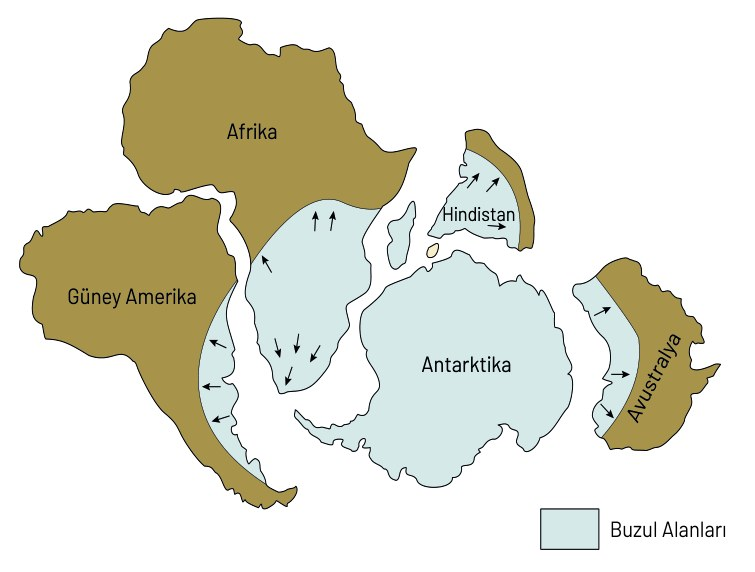 Afrika
Hindistan
Güney Amerika
Antarktika
Avustralya
Buzul Alanları